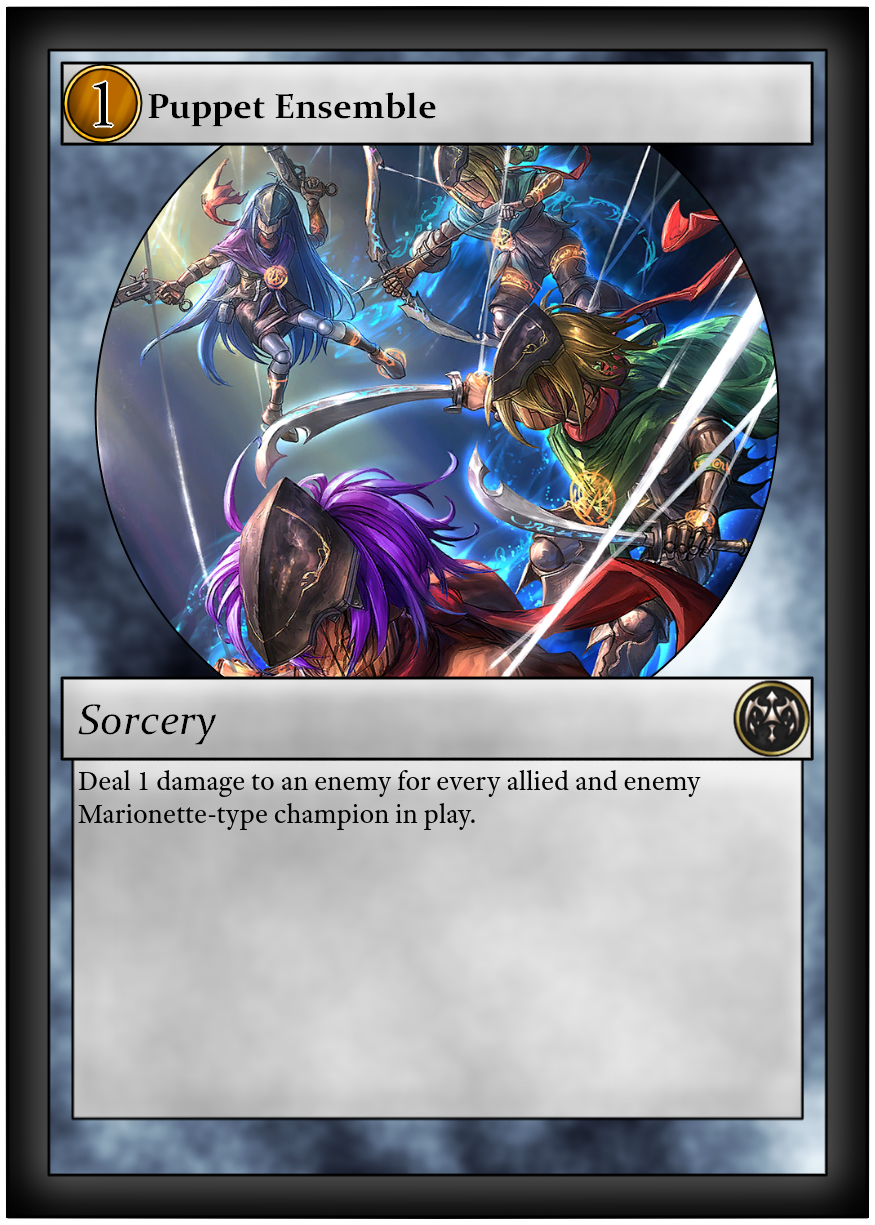 1
Puppet Ensemble
Sorcery
Deal 1 damage to an enemy for every allied and enemy
Marionette-type champion in play.